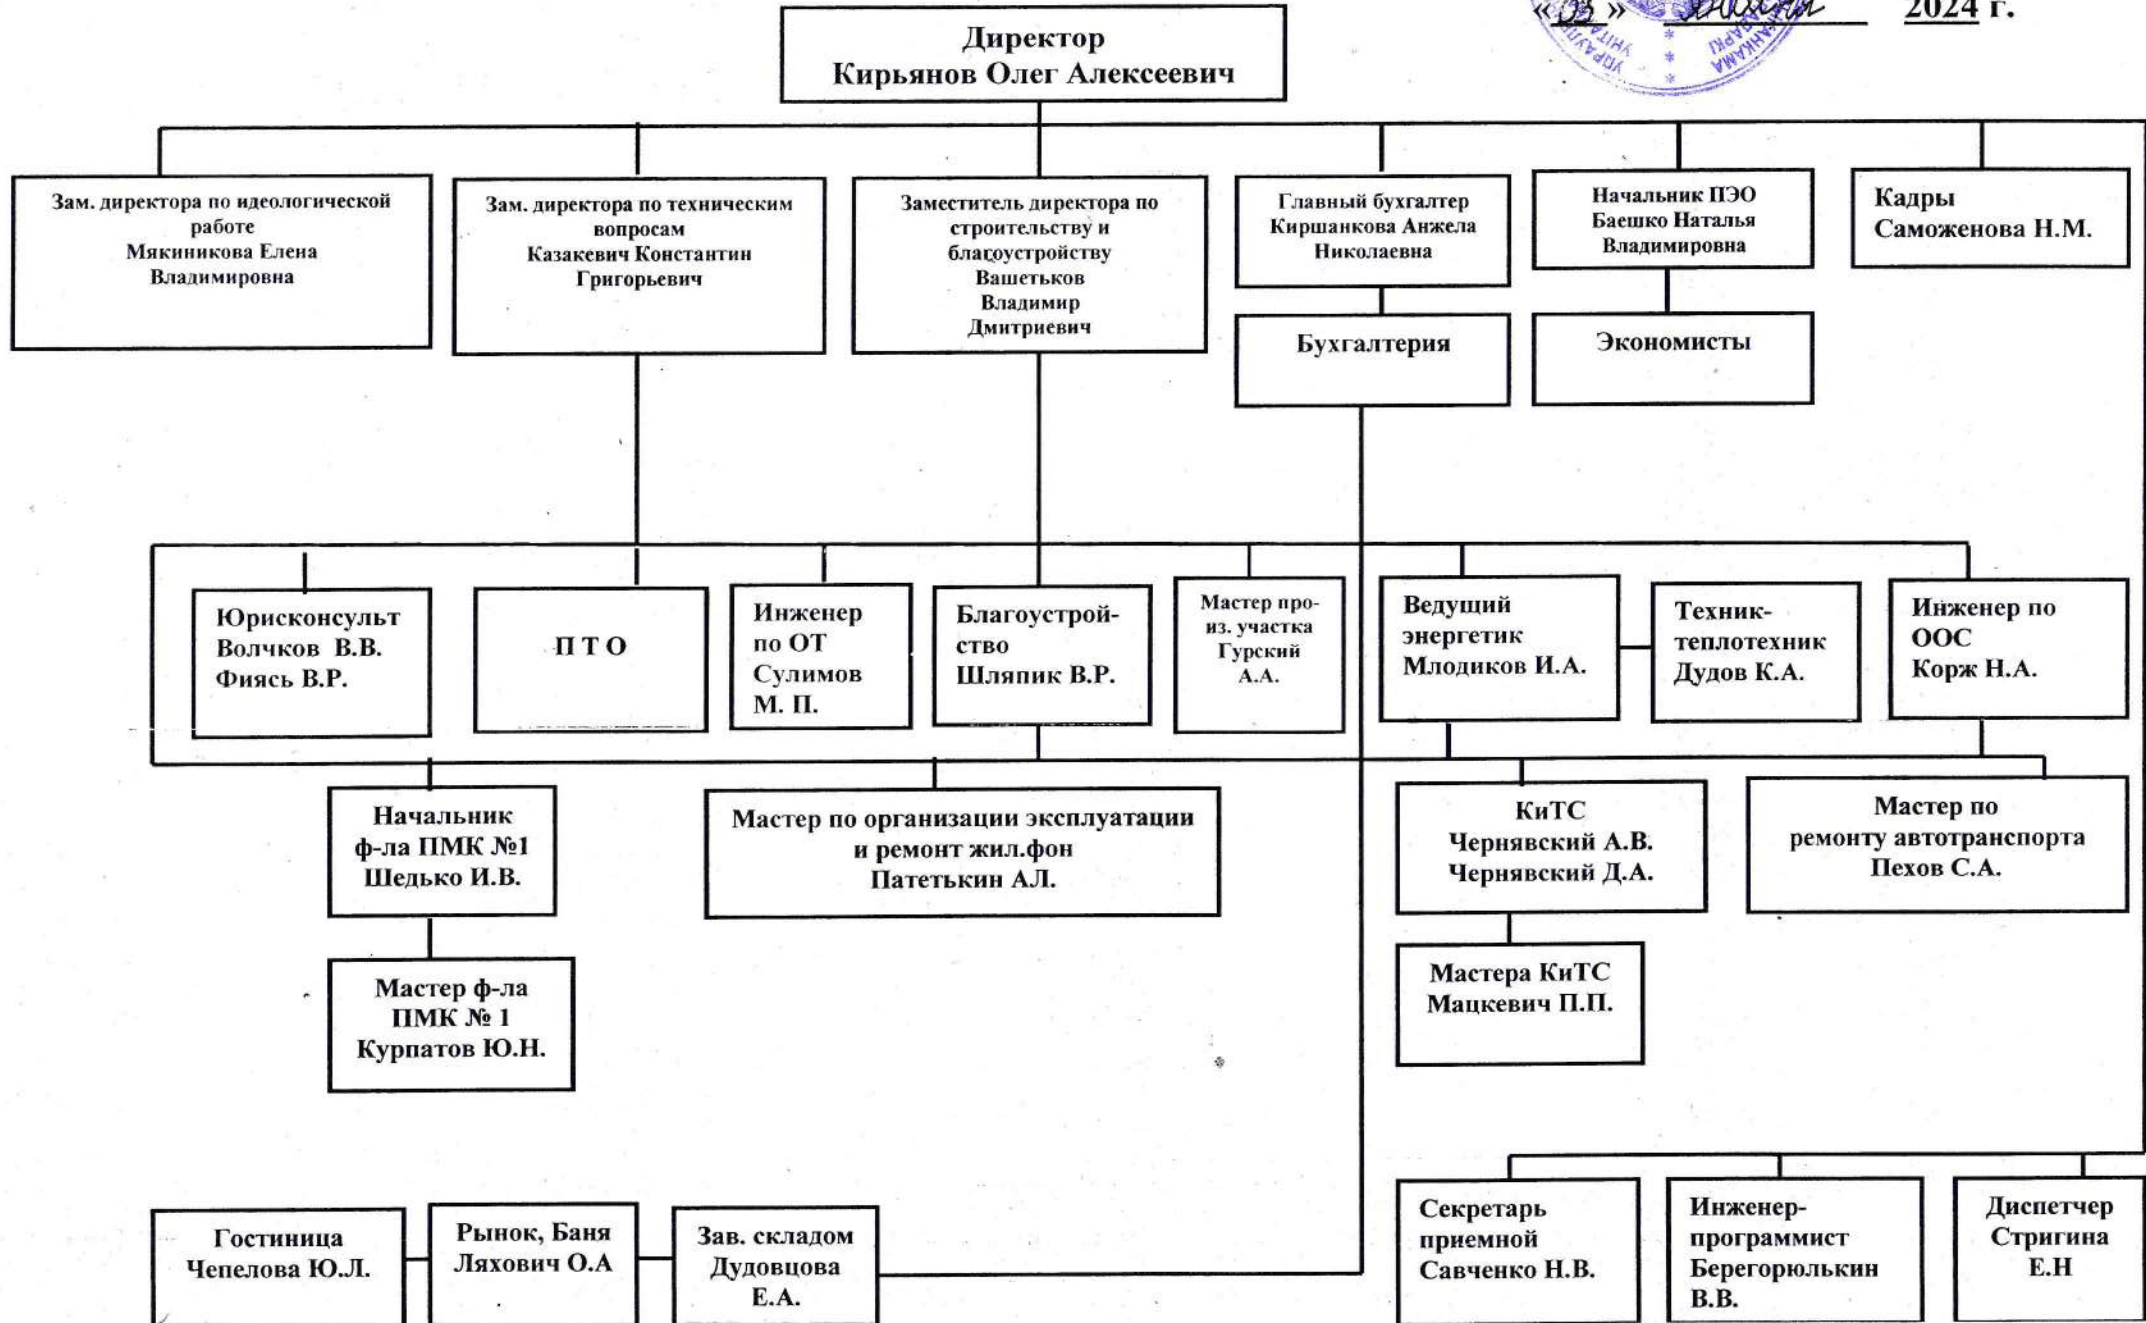 «03» января 2024 г.
Директор
Кирьянов Олег Алексеевич
Зам. директора по идеологической
работе
Мякиникова Елена
Владимировна
Зам. директора по техническим
вопросам
Казакевич Константин
Григорьевич
Заместитель директора по
строительству и
благоустройству
Вашетьков
Владимир
Дмитриевич
Главный бухгалтер
Киршанкова Анжела
Николаевна
Начальник ПЭО
Баешко Наталья
Владимировна
Кадры
Саможенова Н.М.
Бухгалтерия
Экономисты
Юрисконсульт
Волчков В.В.
Фиясь В.Р.
П Т О
Инженер
по ОТ
Сулимов
М. П.
Благоустрой-
ство
Шляпик В.Р.
Мастер про-
из. участка
Гурский
А.А.
Ведущий
энергетик
Млодиков И.А.
Техник-
теплотехник
Дудов К.А.
Инженер по
ООС
Корж Н.А.
Начальник
ф-ла ПМК №1
Шедько И.В.
Мастер по организации эксплуатации
и ремонт жил.фон
Патетькин АЛ.
КиТС
Чернявский А.В.
Чернявский Д.А.
Мастер по
ремонту автотранспорта
Пехов С.А.
Мастер ф-ла
ПМК № 1
Курпатов Ю.Н.
Мастера КиТС
Мацкевич П.П.
Гостиница
Чепелова Ю.Л.
Рынок, Баня
Ляхович О.А
Зав. складом
Дудовцова
Е.А.
Секретарь
приемной
Савченко Н.В.
Инженер-
программист
Берегорюлькин
В.В.
Диспетчер
Стригина
Е.Н